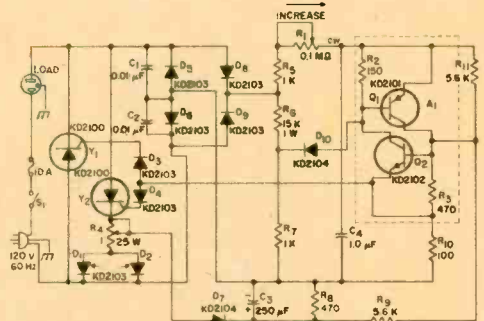 INCREASE
R1
CW
0.1 MΩ
LOAD
C1
0.01 µF
D5
KD2103
D8
KD2103
R5
1K
R2
150
KD2101
Q1
A1
R11
5.6 K
C2
0.01 µF
D6
KD2103
D9
KD2103
R6
15 K
1 W
D10
KD2104
Q2
KD2102
KD2100
Y1
KD2100
D3
KD2103
D4
KD2103
Y2
10 A
S1
R4
1
25 W
R7
1K
C4
1.0 µF
R3
470
R10
100
120 V
60 Hz
D1
D2
KD2103
D7
KD2104
C3
+ 250 µF
R8
470
R9
5.6 K